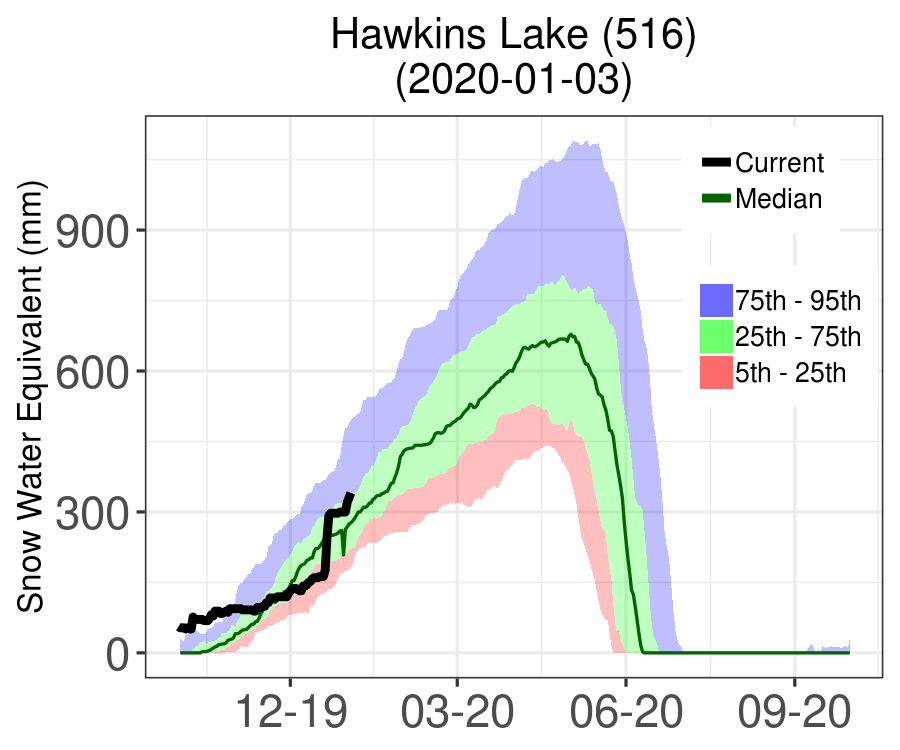 Hawkins Lake (516)
(2020-01-03)
Snow Water Equivalent (mm)
900
600
300
0
12-19
03-20
06-20
09-20
Current
Median
75th - 95th
25th - 75th
5th - 25th